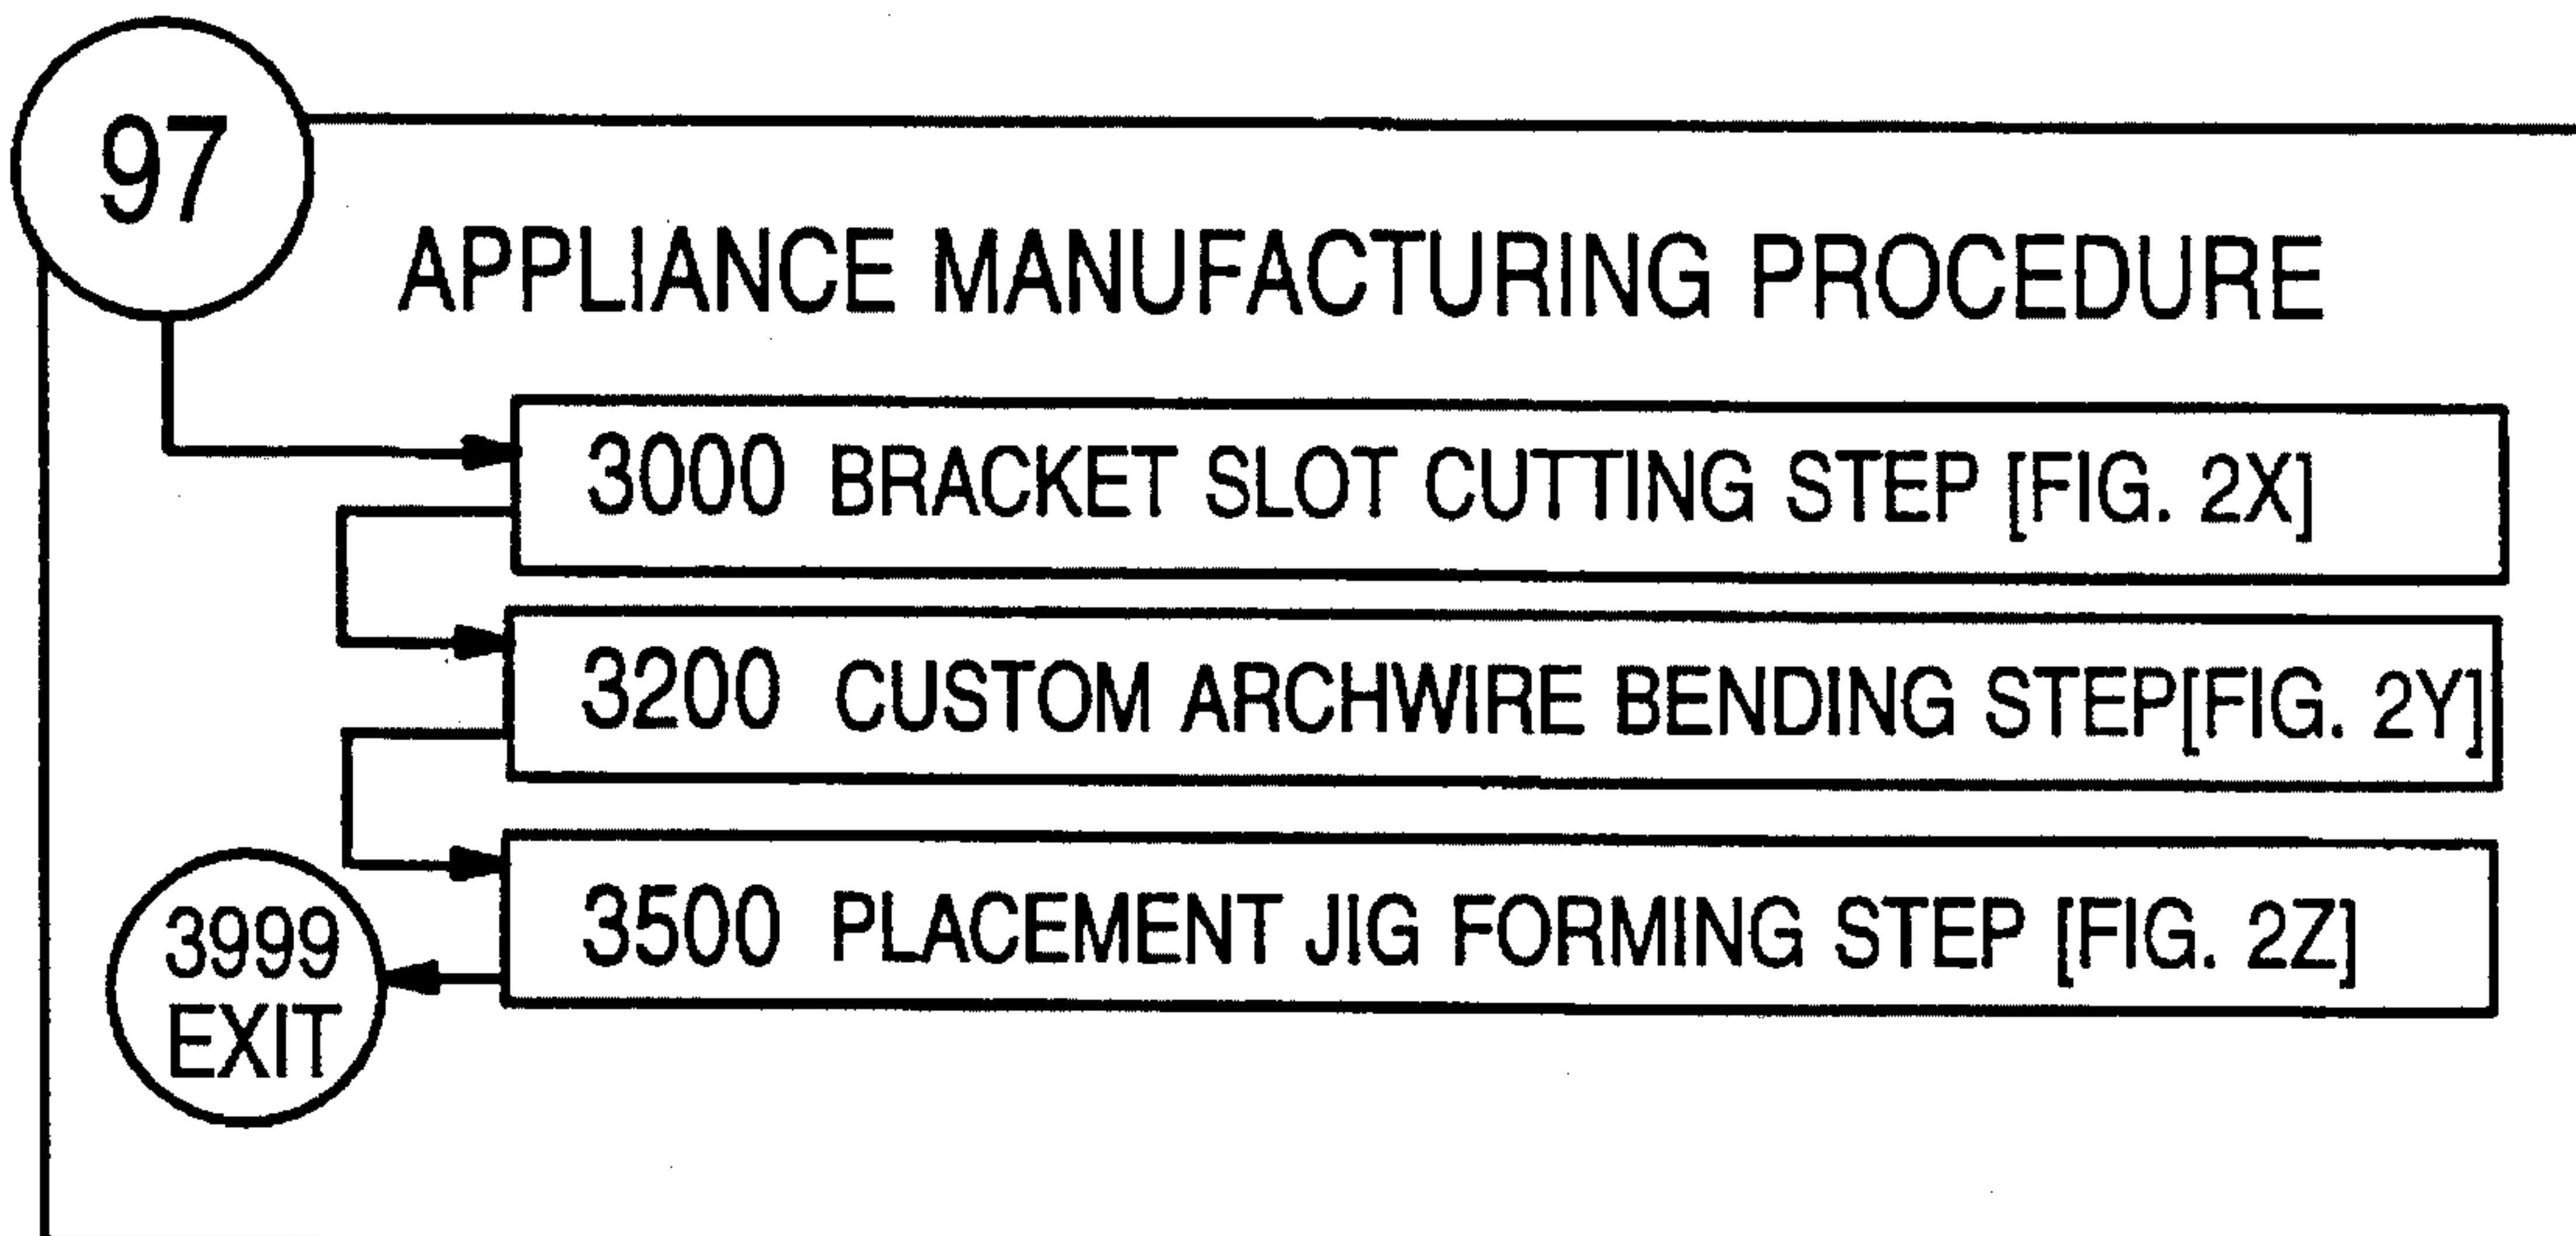 97
APPLIANCE MANUFACTURING PROCEDURE
3000 BRACKET SLOT CUTTING STEP [FIG. 2X]
3200 CUSTOM ARCHWIRE BENDING STEP[FIG. 2Y]
3500 PLACEMENT JIG FORMING STEP [FIG. 2Z]
3999
EXIT